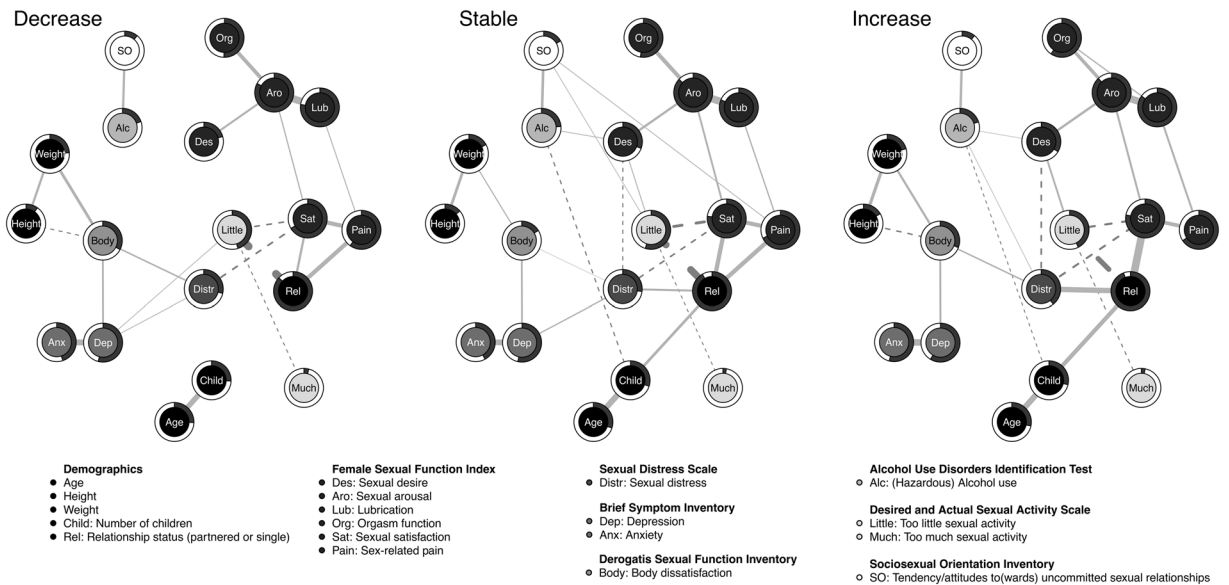 Decrease
Stable
Increase
SO
Org
Aro
Lub
Alc
Des
Weight
Height
Body
Little
Sat
Pain
Distr
Rel
Anx
Dep
Child
Much
Age
SO
Org
Aro
Lub
Alc
Des
Weight
Height
Body
Little
Sat
Pain
Distr
Rel
Anx
Dep
Child
Much
Age
SO
Org
Aro
Lub
Alc
Des
Weight
Height
Body
Little
Sat
Pain
Distr
Rel
Anx
Dep
Child
Much
Age
Demographics
Age
Height
Weight
Child: Number of children
Rel: Relationship status (partnered or single)
Female Sexual Function Index
Des: Sexual desire
Aro: Sexual arousal
Lub: Lubrication
Org: Orgasm function
Sat: Sexual satisfaction
Pain: Sex-related pain
Sexual Distress Scale
Distr: Sexual distress
Brief Symptom Inventory
Dep: Depression
Anx: Anxiety
Derogatis Sexual Function Inventory
Body: Body dissatisfaction
Alcohol Use Disorders Identification Test
Alc: (Hazardous) Alcohol use
Desired and Actual Sexual Activity Scale
Little: Too little sexual activity
Much: Too much sexual activity
Sociosexual Orientation Inventory
SO: Tendency/attitudes to(wards) uncommitted sexual relationships